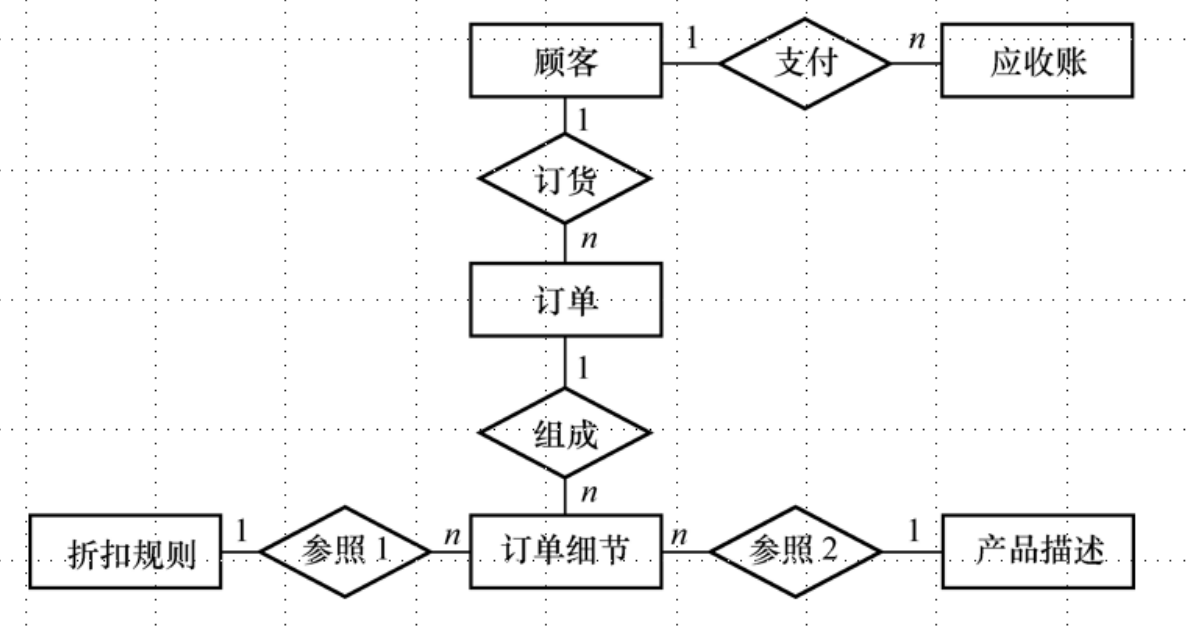 顾客 1 支付 n 应收账
1
订货
n
订单
1
组成
n
折扣规则 1 参照 1 n 订单细节 n 参照 2 1 产品描述